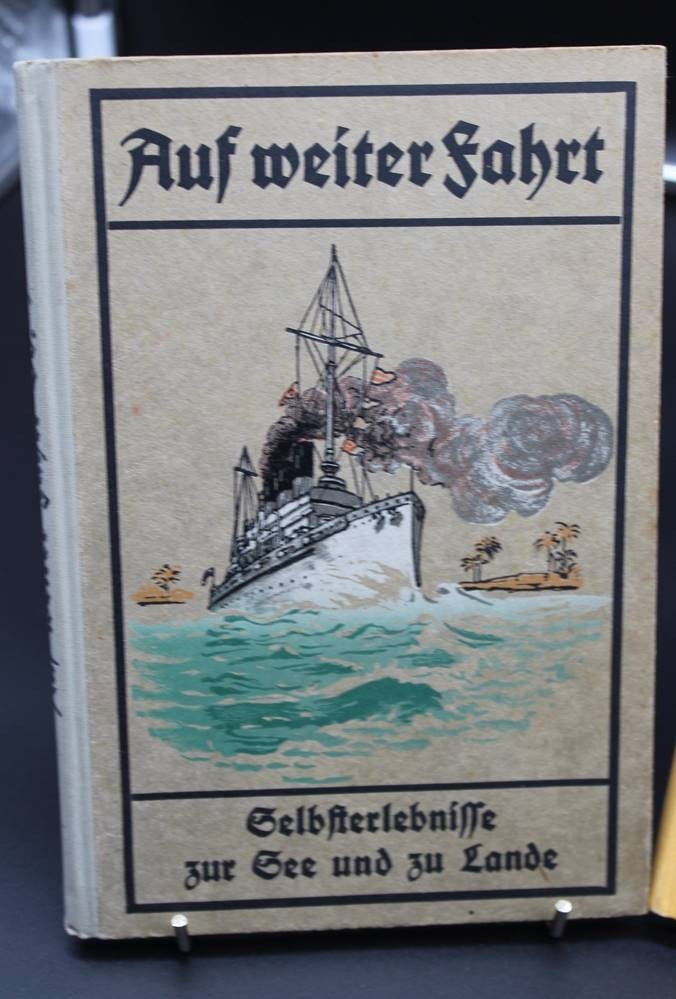 Auf weiter Fahrt
Selbſterlebniſſe
zur See und zu Lande